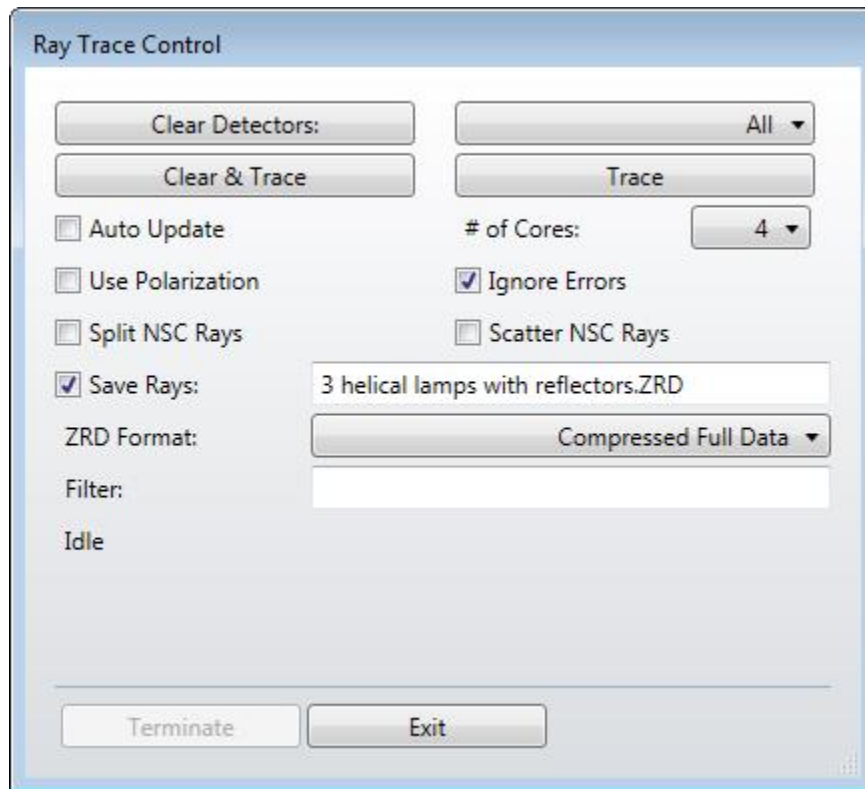 Ray Trace Control
Clear Detectors: All
Clear & Trace Trace
Auto Update # of Cores: 4
Use Polarization Ignore Errors
Split NSC Rays Scatter NSC Rays
Save Rays: 3 helical lamps with reflectors.ZRD
ZRD Format: Compressed Full Data
Filter:
Idle
Terminate Exit